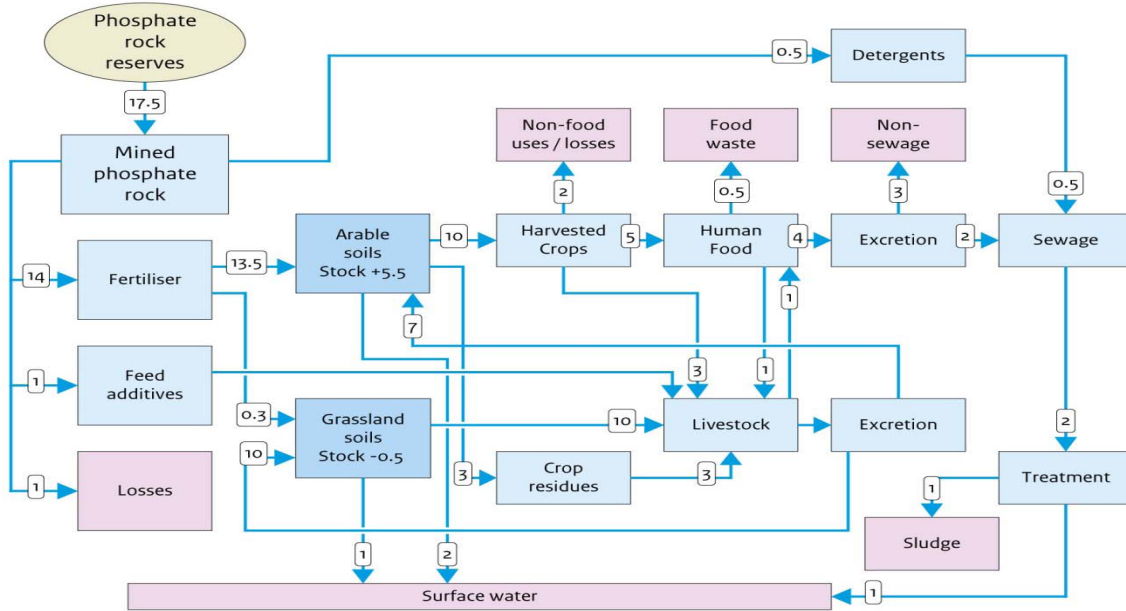 Phosphate
rock
reserves
17.5
Mined
phosphate
rock
0.5
Detergents
Non-food
uses / losses
Food
waste
Non-
sewage
2
0.5
3
0.5
14
Fertiliser
13.5
Arable
soils
Stock +5.5
10
Harvested
Crops
5
Human
Food
4
Excretion
2
Sewage
7
1
3
1
1
Feed
additives
0.3
10
Grassland
soils
Stock -0.5
10
Livestock
Excretion
2
1
Losses
3
Crop
residues
3
1
Treatment
Sludge
1
2
1
Surface water